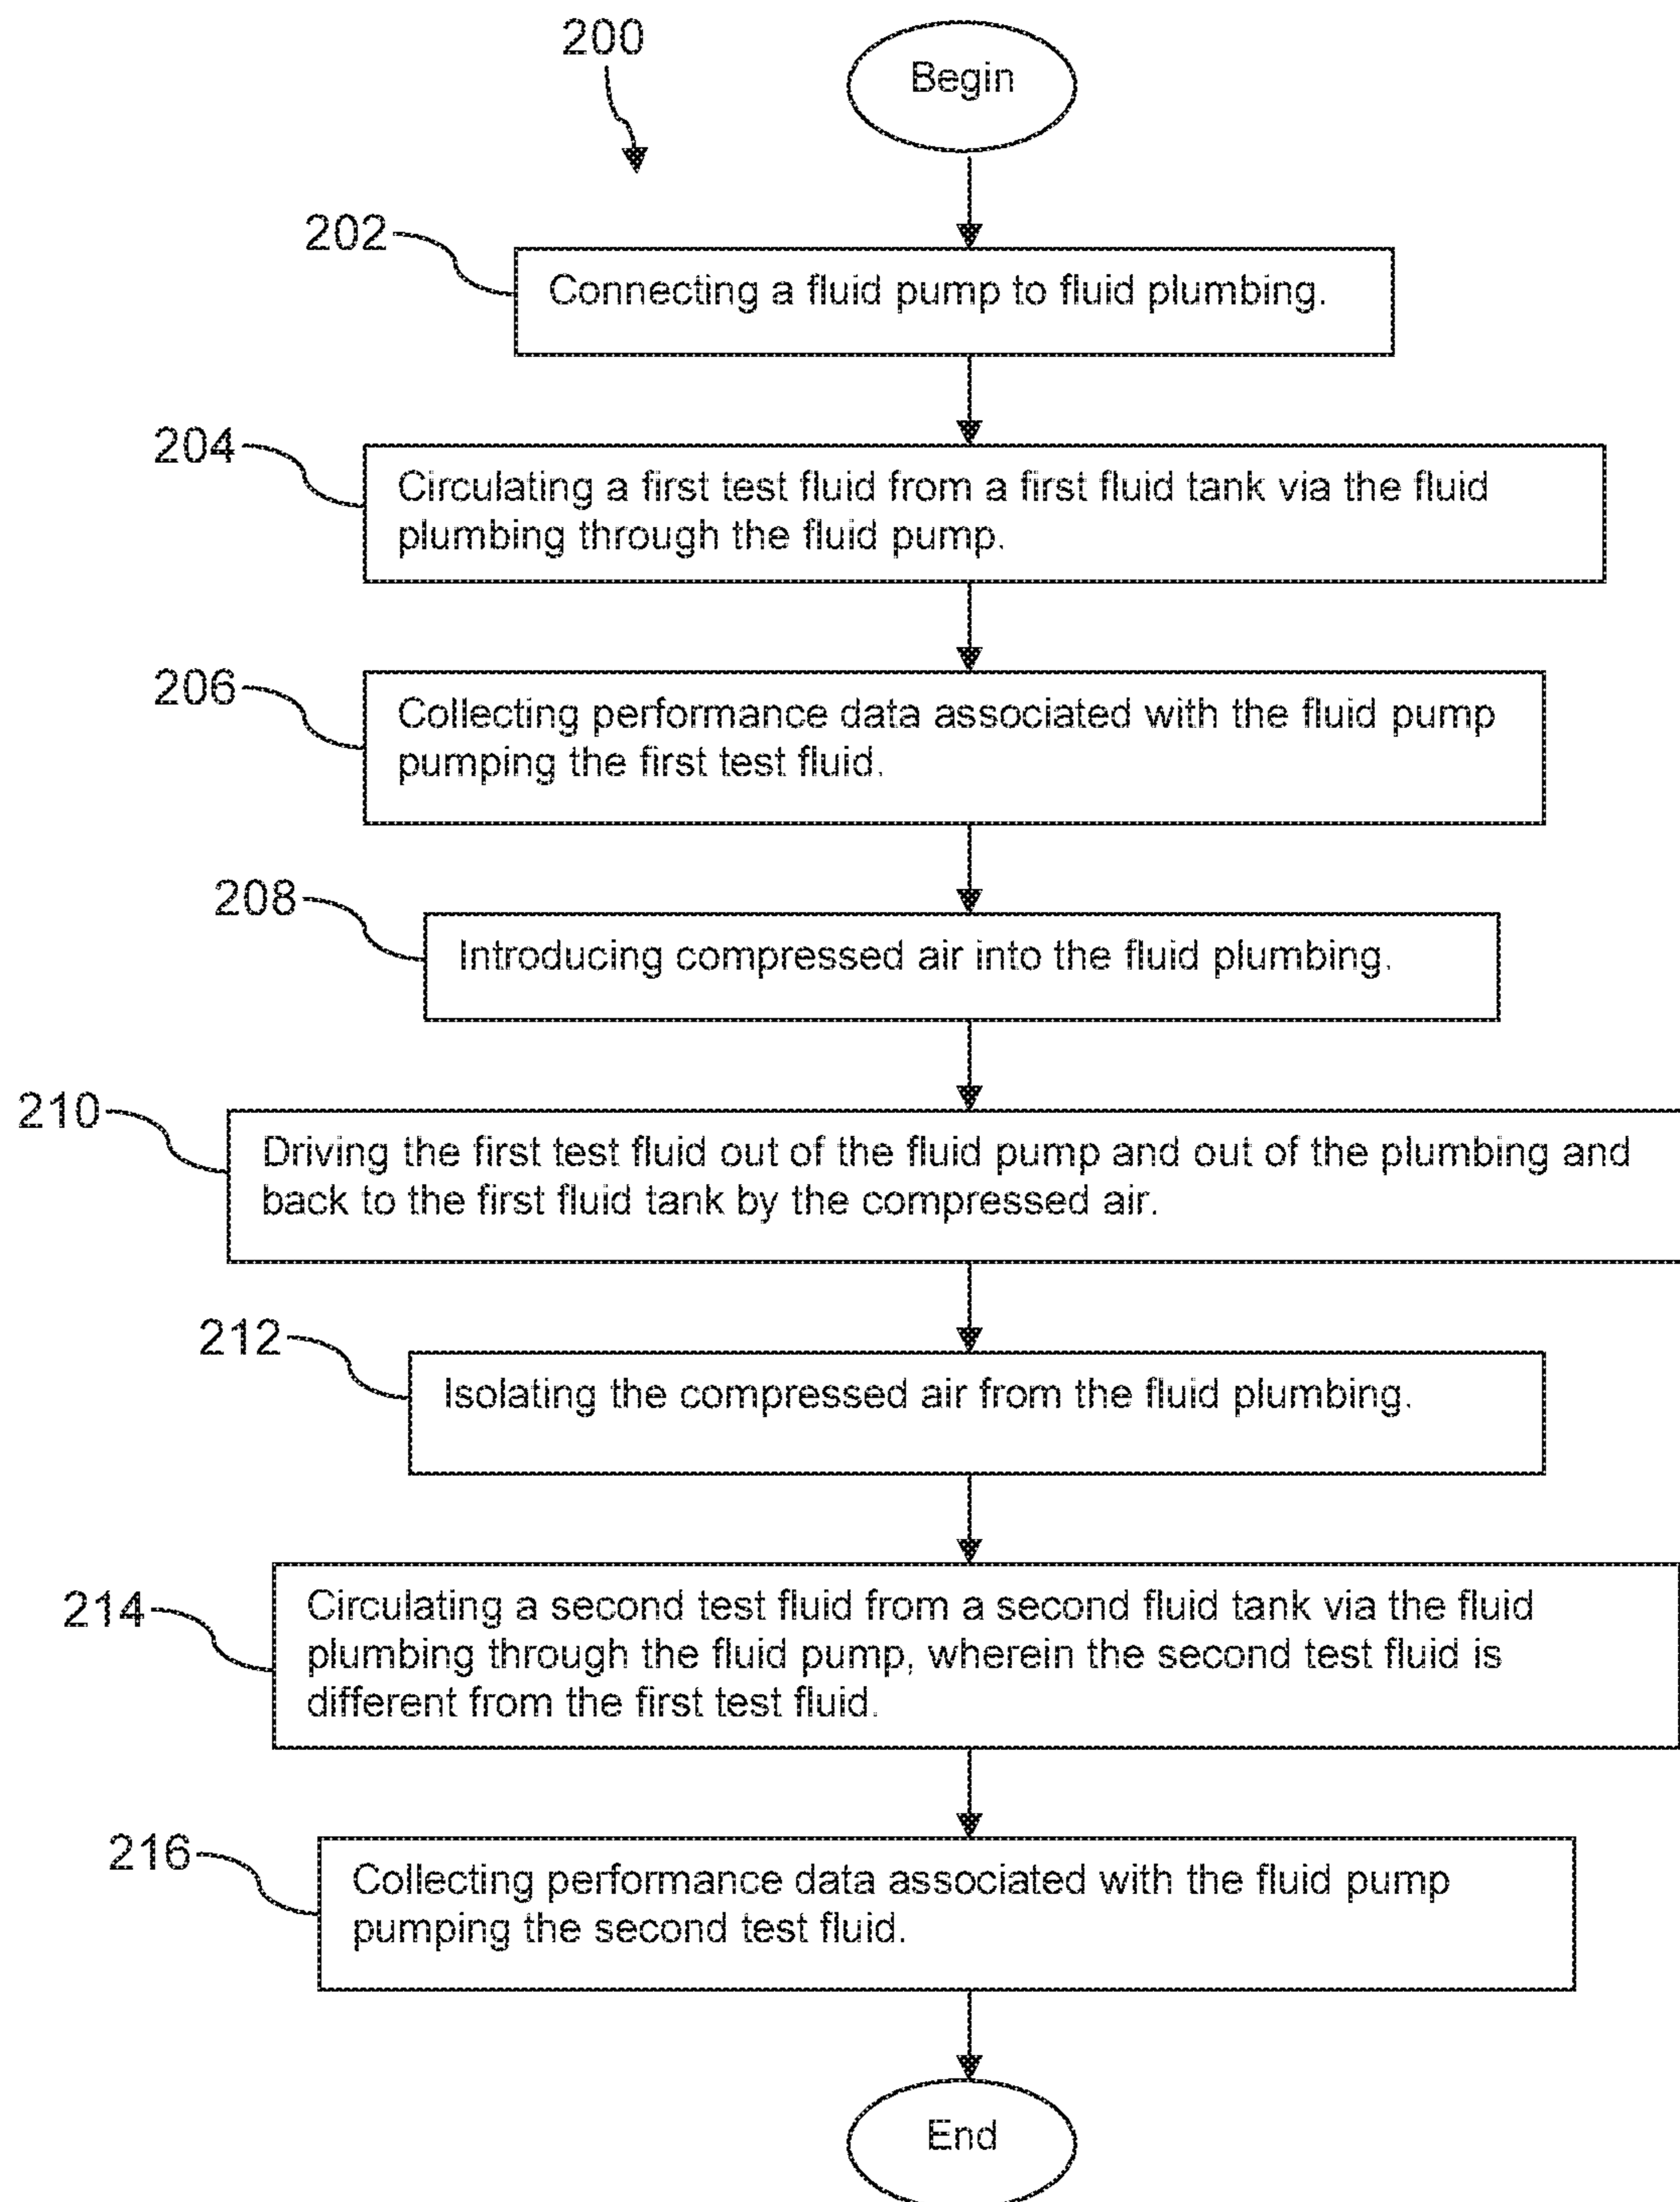 200
Begin
202
Connecting a fluid pump to fluid plumbing.
204
Circulating a first test fluid from a first fluid tank via the fluid
plumbing through the fluid pump.
206
Collecting performance data associated with the fluid pump
pumping the first test fluid.
208
Introducing compressed air into the fluid plumbing.
210
Driving the first test fluid out of the fluid pump and out of the plumbing and
back to the first fluid tank by the compressed air.
212
Isolating the compressed air from the fluid plumbing.
214
Circulating a second test fluid from a second fluid tank via the fluid
plumbing through the fluid pump, wherein the second test fluid is
different from the first test fluid.
216
Collecting performance data associated with the fluid pump
pumping the second test fluid.
End